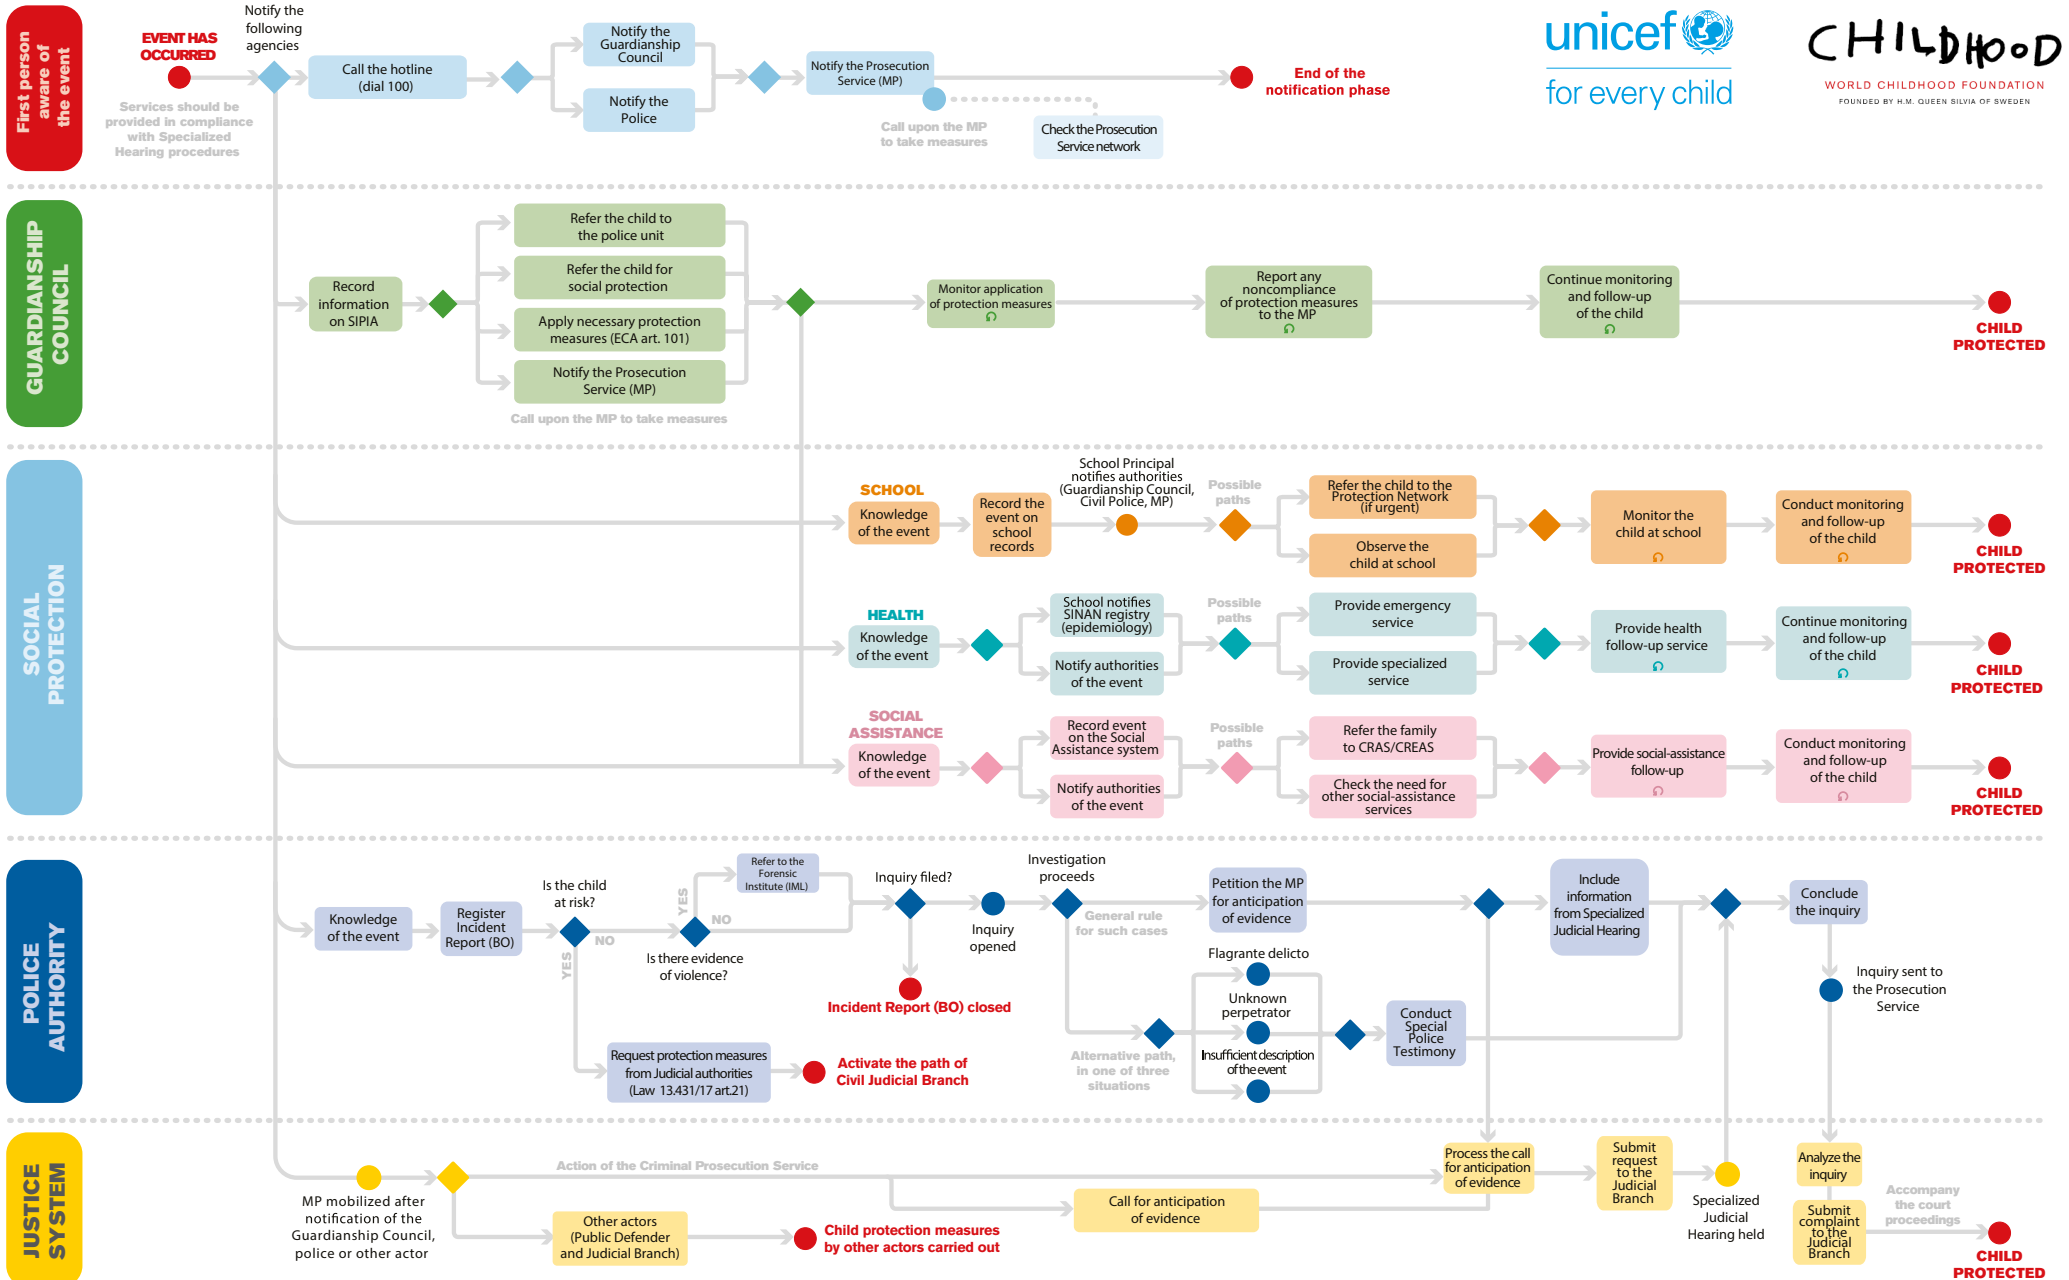 First person
aware of
the event
EVENT HAS
OCCURRED
Services should be
provided in compliance
with Specialized
Hearing procedures
Notify the
following
agencies
Call the hotline
(dial 100)
Notify the
Guardianship
Council
Notify the
Police
Notify the Prosecution
Service (MP)
Call upon the MP
to take measures
Check the Prosecution
Service network
End of the
notification phase
unicef
for every child
CHILDHOOD
WORLD CHILDHOOD FOUNDATION
FOUNDED BY H.M. QUEEN SILVIA OF SWEDEN
GUARDIANSHIP
COUNCIL
Record
information
on SIPIA
Refer the child to
the police unit
Refer the child for
social protection
Apply necessary protection
measures (ECA art. 101)
Notify the Prosecution
Service (MP)
Call upon the MP to take measures
Monitor application
of protection measures
Report any
noncompliance
of protection measures
to the MP
Continue monitoring
and follow-up
of the child
CHILD
PROTECTED
SOCIAL
PROTECTION
SCHOOL
Knowledge
of the event
Record the
event on
school
records
School Principal
notifies authorities
(Guardianship Council,
Civil Police, MP)
Possible
paths
Refer the child to the
Protection Network
(if urgent)
Observe the
child at school
Monitor the
child at school
Conduct monitoring
and follow-up
of the child
CHILD
PROTECTED
HEALTH
Knowledge
of the event
School notifies
SINAN registry
(epidemiology)
Notify authorities
of the event
Possible
paths
Provide emergency
service
Provide specialized
service
Provide health
follow-up service
Continue monitoring
and follow-up
of the child
CHILD
PROTECTED
SOCIAL
ASSISTANCE
Knowledge
of the event
Record event
on the Social
Assistance system
Notify authorities
of the event
Possible
paths
Refer the family
to CRAS/CREAS
Check the need for
other social-assistance
services
Provide social-assistance
follow-up
Conduct monitoring
and follow-up
of the child
CHILD
PROTECTED
POLICE
AUTHORITY
Knowledge
of the event
Register
Incident
Report (BO)
Is the child
at risk?
NO
YES
Is there evidence
of violence?
YES
NO
Refer to the
Forensic
Institute (IML)
Request protection measures
from Judicial authorities
(Law 13.431/17 art.21)
Activate the path of
Civil Judicial Branch
Inquiry filed?
Incident Report (BO) closed
Inquiry
opened
Investigation
proceeds
General rule
for such cases
Petition the MP
for anticipation
of evidence
Alternative path,
in one of three
situations
Flagrante delicto
Unknown
perpetrator
Insufficient description
of the event
Conduct
Special
Police
Testimony
Include
information
from Specialized
Judicial Hearing
Conclude
the inquiry
Inquiry sent to
the Prosecution
Service
JUSTICE
SYSTEM
MP mobilized after
notification of the
Guardianship Council,
police or other actor
Action of the Criminal Prosecution Service
Other actors
(Public Defender
and Judicial Branch)
Child protection measures
by other actors carried out
Call for anticipation
of evidence
Process the call
for anticipation
of evidence
Submit
request
to the
Judicial
Branch
Specialized
Judicial
Hearing held
Analyze the
inquiry
Submit
complaint
to the
Judicial
Branch
Accompany
the court
proceedings
CHILD
PROTECTED